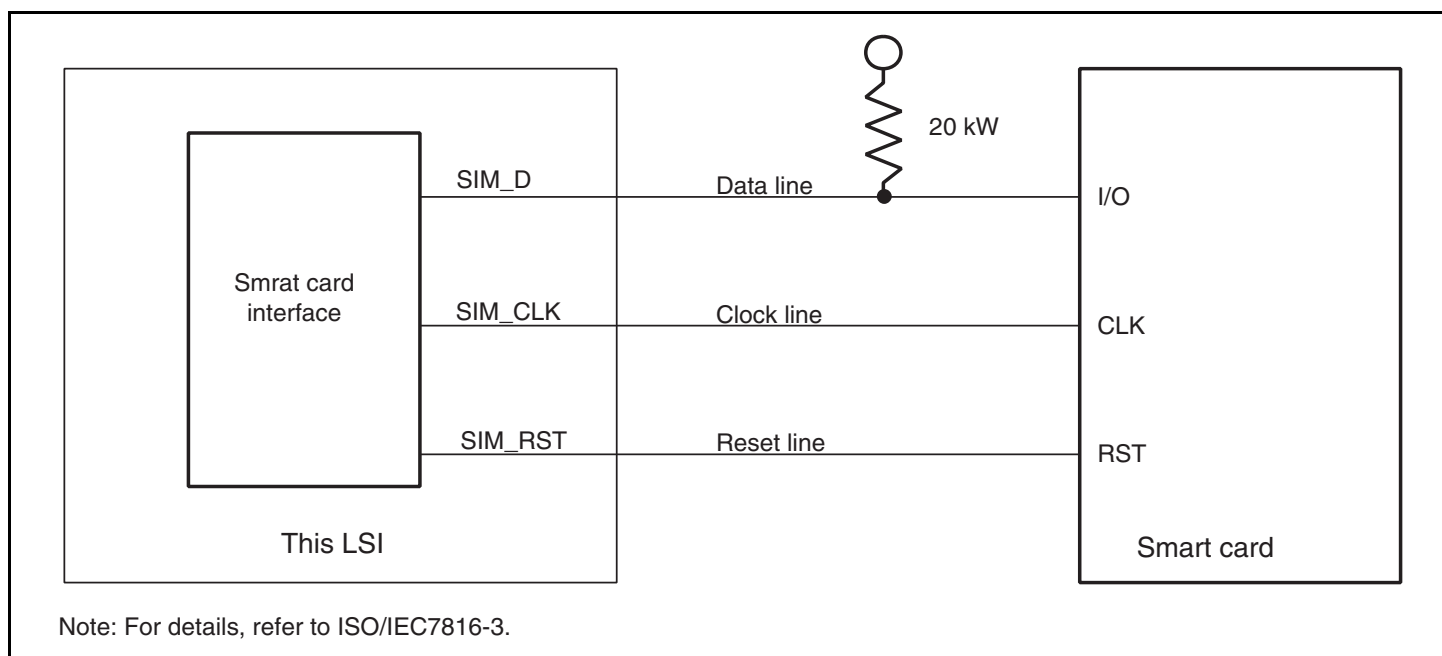 20 kW
SIM_D
Data line
I/O
Smrat card
interface
SIM_CLK
Clock line
CLK
SIM_RST
Reset line
RST
This LSI
Smart card
Note: For details, refer to ISO/IEC7816-3.